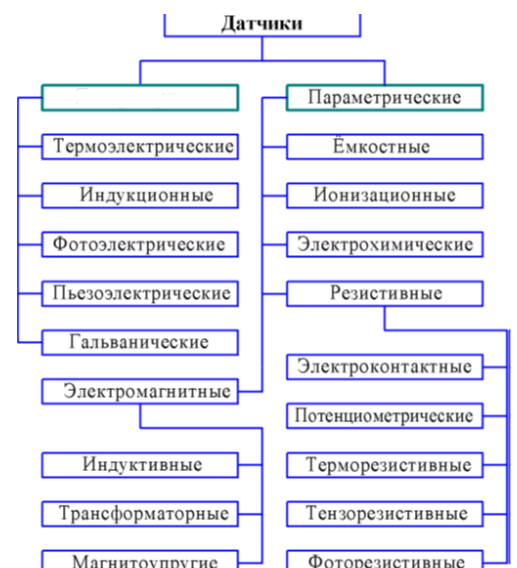 Датчики
Параметрические
Термоэлектрические
Ёмкостные
Индукционные
Ионизационные
Фотоэлектрические
Электрохимические
Пьезоэлектрические
Резистивные
Гальванические
Электроконтактные
Электромагнитные
Потенциометрические
Индуктивные
Терморезистивные
Трансформаторные
Тензорезистивные
Магнитоупругие
Фоторезистивные